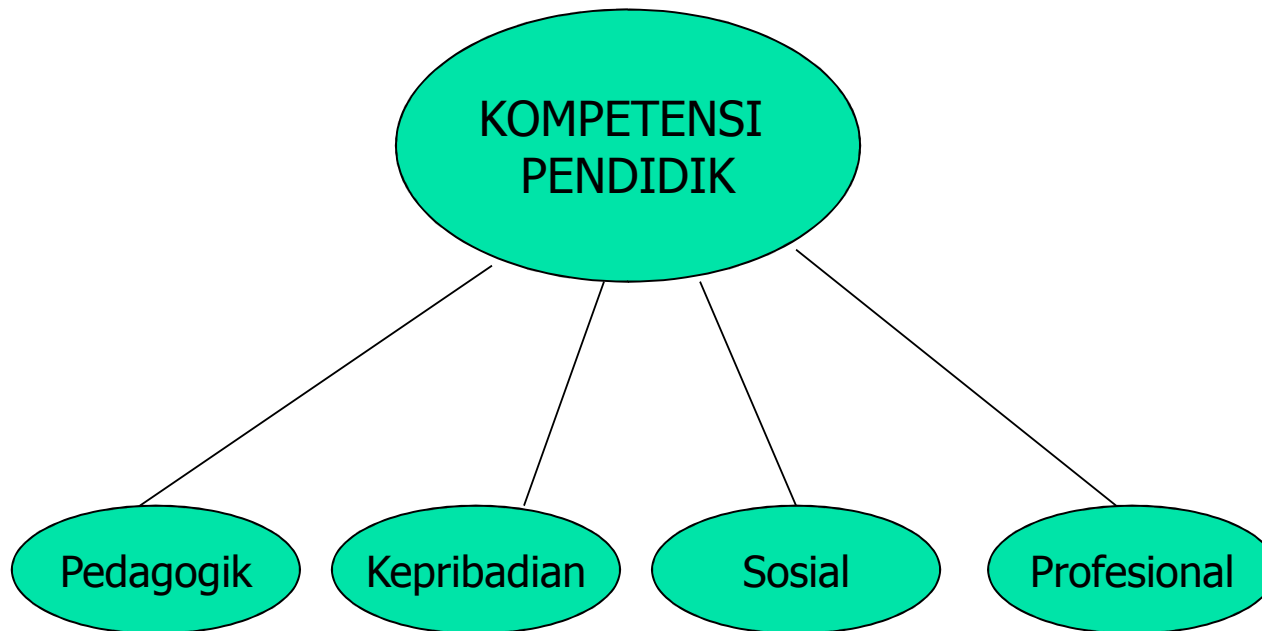 KOMPETENSI
PENDIDIK
Pedagogik
Kepribadian
Sosial
Profesional